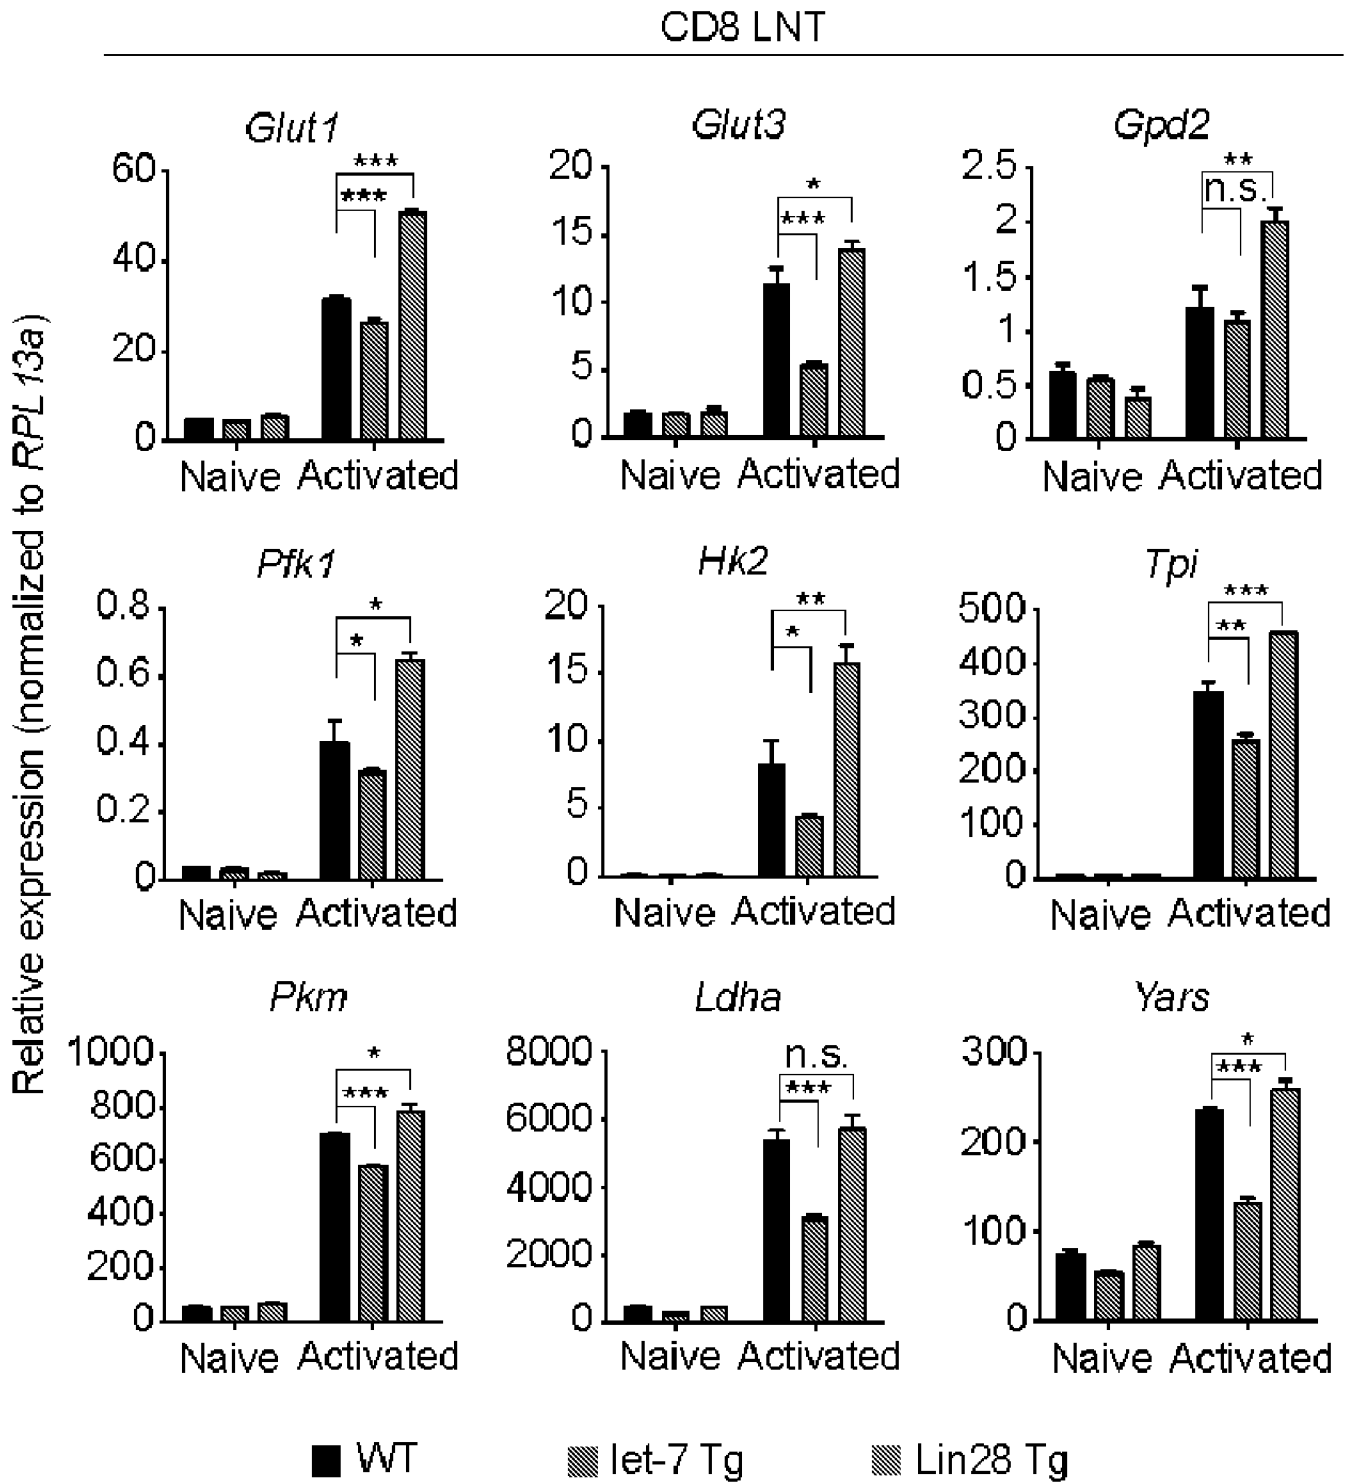 CD8 LNT
Relative expression (normalized to RPL13a)
Glut1
60
40
20
0
***
***
Naive Activated
Glut3
20
15
10
5
0
*
***
Naive Activated
Gpd2
2.5
2
1.5
1
0.5
0
**
n.s.
Naive Activated
Pfk1
0.8
0.6
0.4
0.2
0
*
*
Naive Activated
Hk2
20
15
10
5
0
**
*
Naive Activated
Tpi
500
400
300
200
100
0
***
**
Naive Activated
Pkm
1000
800
600
400
200
0
*
***
Naive Activated
Ldha
8000
6000
4000
2000
0
n.s.
***
Naive Activated
Yars
300
200
100
0
*
***
Naive Activated
WT let-7 Tg Lin28 Tg